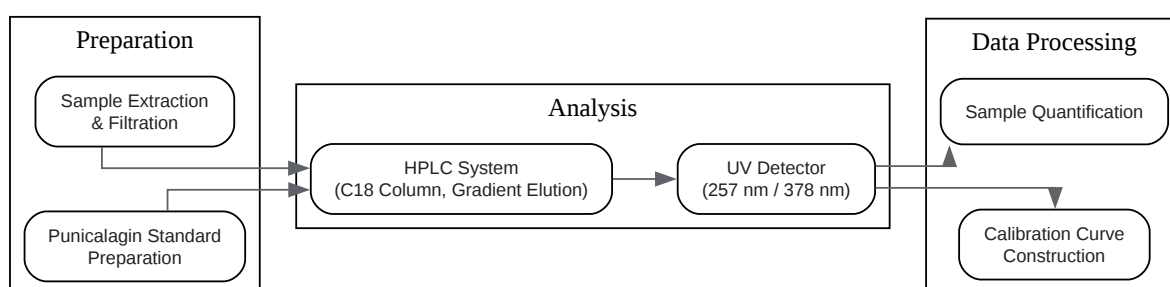 Preparation
Sample Extraction
& Filtration
Punicalagin Standard
Preparation
Analysis
HPLC System
(C18 Column, Gradient Elution)
UV Detector
(257 nm / 378 nm)
Data Processing
Sample Quantification
Calibration Curve
Construction